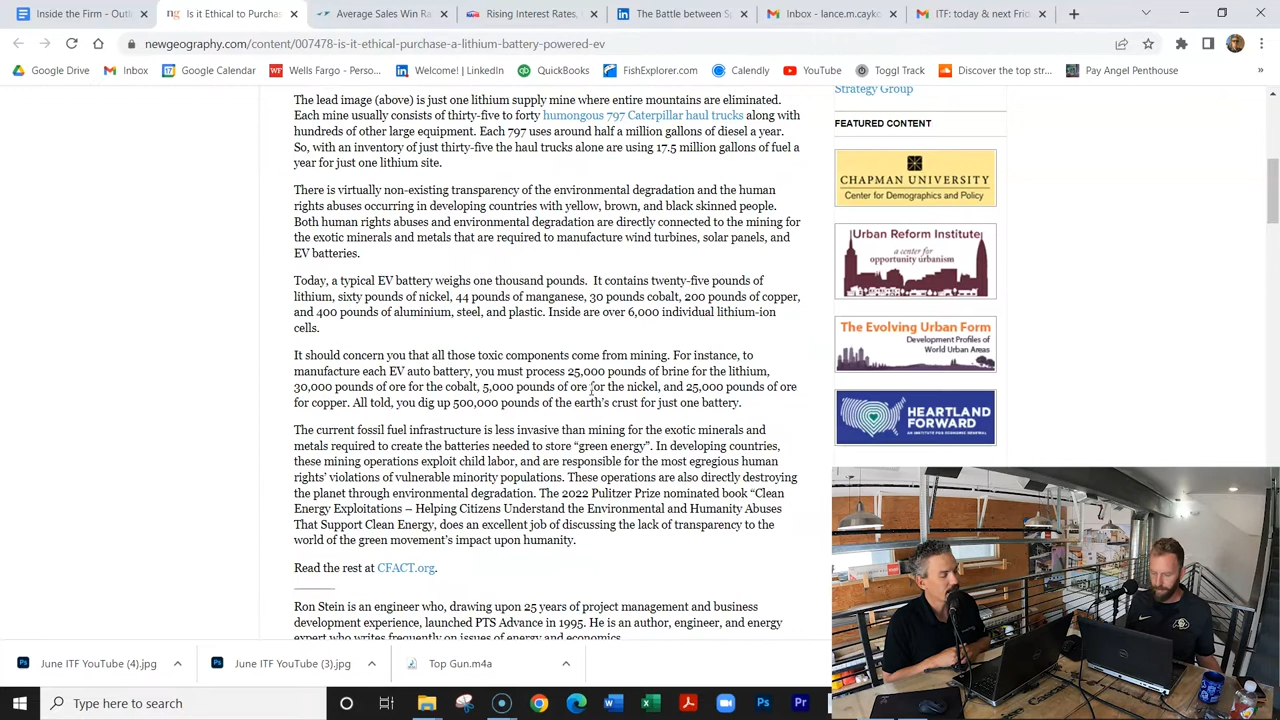 Fin - Outlin
Is it Ethical to Purchas
Average Sales Win Ra
Rising Interest Rates,
The Battle between S
Inbox - lance.m.cayko
ITF: today & next Frid
newgeography.com/content/007478-is-it-ethical-purchase-a-lithium-battery-powered-ev
Google Drive
Inbox
Google Calendar
Wells Fargo - Perso...
Welcome! | LinkedIn
QuickBooks
FishExplorer.com
Calendly
YouTube
Toggl Track
Discover the top str...
Pay Angel Penthouse
»
The lead image (above) is just one lithium supply mine where entire mountains are eliminated.
Each mine usually consists of thirty-five to forty humongous 797 Caterpillar haul trucks along with
hundreds of other large equipment. Each 797 uses around half a million gallons of diesel a year.
So, with an inventory of just thirty-five the haul trucks alone are using 17.5 million gallons of fuel a
year for just one lithium site.
There is virtually non-existing transparency of the environmental degradation and the human
rights abuses occurring in developing countries with yellow, brown, and black skinned people.
Both human rights abuses and environmental degradation are directly connected to the mining for
the exotic minerals and metals that are required to manufacture wind turbines, solar panels, and
EV batteries.
Today, a typical EV battery weighs one thousand pounds.  It contains twenty-five pounds of
lithium, sixty pounds of nickel, 44 pounds of manganese, 30 pounds cobalt, 200 pounds of copper,
and 400 pounds of aluminium, steel, and plastic. Inside are over 6,000 individual lithium-ion
cells.
It should concern you that all those toxic components come from mining. For instance, to
manufacture each EV auto battery, you must process 25,000 pounds of brine for the lithium,
30,000 pounds of ore for the cobalt, 5,000 pounds of ore for the nickel, and 25,000 pounds of ore
for copper. All told, you dig up 500,000 pounds of the earth's crust for just one battery.
The current fossil fuel infrastructure is less invasive than mining for the exotic minerals and
metals required to create the batteries needed to store “green energy”. In developing countries,
these mining operations exploit child labor, and are responsible for the most egregious human
rights' violations of vulnerable minority populations. These operations are also directly destroying
the planet through environmental degradation. The 2022 Pulitzer Prize nominated book “Clean
Energy Exploitations – Helping Citizens Understand the Environmental and Humanity Abuses
That Support Clean Energy, does an excellent job of discussing the lack of transparency to the
world of the green movement's impact upon humanity.
Read the rest at CFACT.org.
Ron Stein is an engineer who, drawing upon 25 years of project management and business
development experience, launched PTS Advance in 1995. He is an author, engineer, and energy
expert who writes frequently on issues of energy and economics.
Strategy Group
FEATURED CONTENT
CHAPMAN UNIVERSITY
Center for Demographics and Policy
Urban Reform Institute
a center for
opportunity urbanism
The Evolving Urban Form
Development Profiles of
World Urban Areas
HEARTLAND
FORWARD
AN INSTITUTE FOR ECONOMIC RENEWAL
June ITF YouTube (4).jpg
June ITF YouTube (3).jpg
Top Gun.m4a
Type here to search